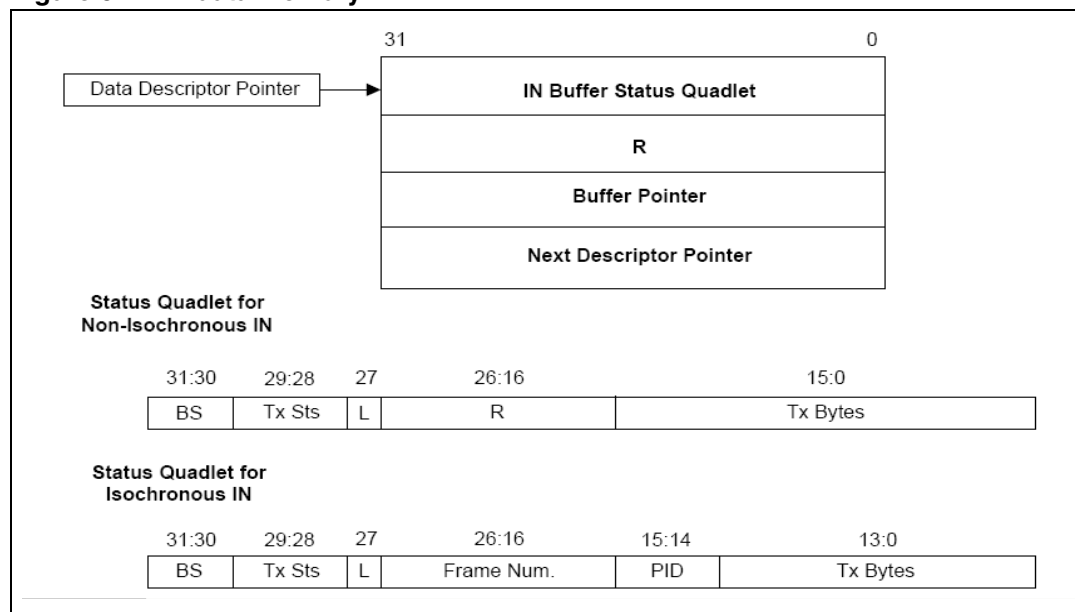 31 0
Data Descriptor Pointer
IN Buffer Status Quadlet
R
Buffer Pointer
Next Descriptor Pointer
Status Quadlet for
Non-Isochronous IN
31:30 29:28 27 26:16 15:0
BS Tx Sts L R Tx Bytes
Status Quadlet for
Isochronous IN
31:30 29:28 27 26:16 15:14 13:0
BS Tx Sts L Frame Num. PID Tx Bytes